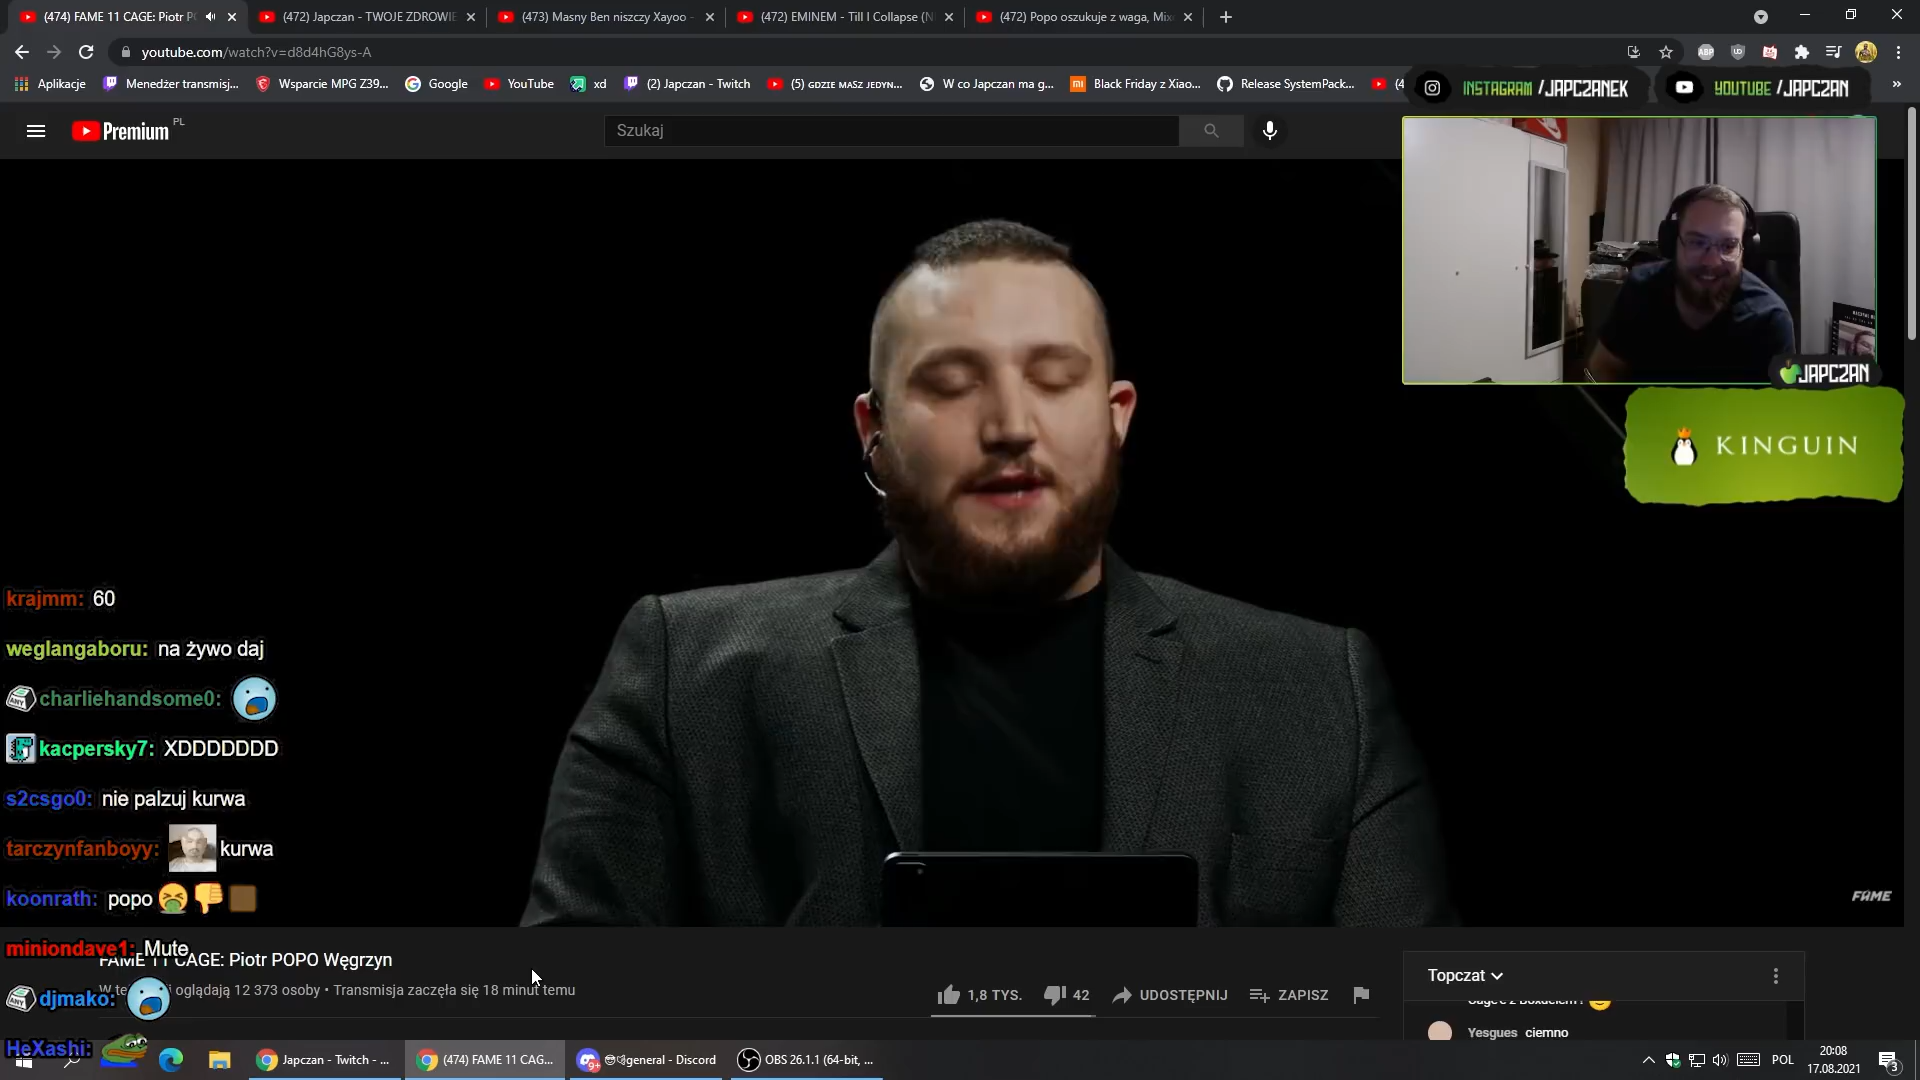 (474) FAME 11 CAGE: Piotr P
(472) Japczan - TWOJE ZDROWIE
(473) Masny Ben niszczy Xayoo -
(472) EMINEM - Till I Collapse (N
(472) Popo oszukuje z waga, Mix
youtube.com/watch?v=d8d4hG8ys-A
Aplikacje
Menedżer transmisj...
Wsparcie MPG Z39...
Google
YouTube
xd
(2) Japczan - Twitch
(5) GDZIE MASZ JEDYN...
W co Japczan ma g...
Black Friday z Xiao...
Release SystemPack...
(4
INSTAGRAM /JAPCZANEK
YOUTUBE /JAPCZAN
Premium PL
Szukaj
JAPCZAN
KINGUIN
krajmm: 60
weglangaboru: na żywo daj
charliehandsome0:
kacpersky7: XDDDDDDD
s2csgo0: nie palzuj kurwa
tarczynfanboyy: kurwa
koonrath: popo
miniondave1: Mute
djmako:
HeXashi:
FAME
FAME 11 CAGE: Piotr POPO Węgrzyn
oglądają 12 373 osoby • Transmisja zaczęła się 18 minut temu
1,8 TYS.
42
UDOSTĘPNIJ
ZAPISZ
Topczat
Yesgues ciemno
Japczan - Twitch - ...
(474) FAME 11 CAG...
general - Discord
OBS 26.1.1 (64-bit, ...
POL
20:08
17.08.2021
3